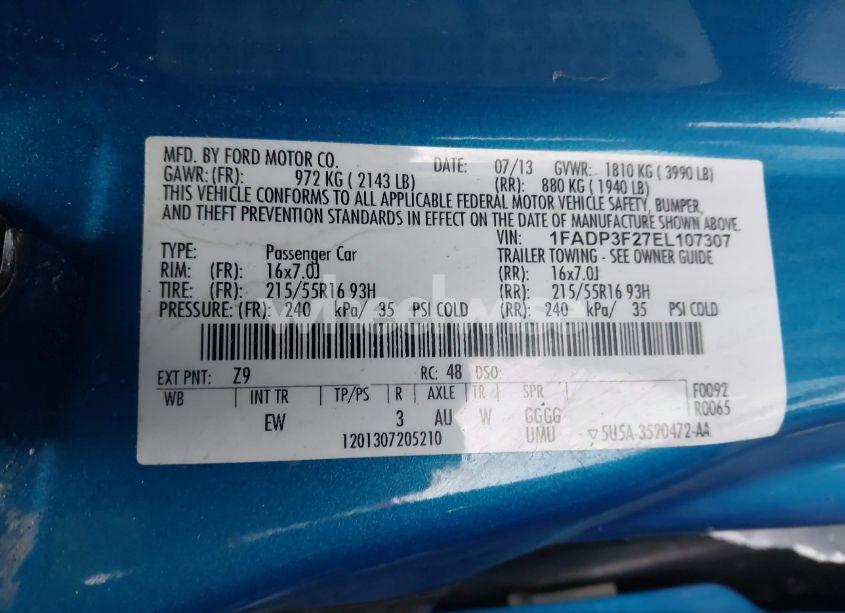 MFD. BY FORD MOTOR CO. DATE: 07/13 GVWR: 1810 KG ( 3990 LB)
GAWR: (FR): 972 KG ( 2143 LB) (RR): 880 KG ( 1940 LB)
THIS VEHICLE CONFORMS TO ALL APPLICABLE FEDERAL MOTOR VEHICLE SAFETY, BUMPER,
AND THEFT PREVENTION STANDARDS IN EFFECT ON THE DATE OF MANUFACTURE SHOWN ABOVE.
VIN: 1FADP3F27EL107307
TYPE: Passenger Car TRAILER TOWING - SEE OWNER GUIDE
RIM: (FR): 16x7.0J (RR): 16x7.0J
TIRE: (FR): 215/55R16 93H (RR): 215/55R16 93H
PRESSURE: (FR): 240 kPa/ 35 PSI COLD (RR): 240 kPa/ 35 PSI COLD
wheelwise
EXT PNT: Z9 RC: 48 DSO:
WB INT TR TP/PS R AXLE TR SPR F0092
EW 3 AU W GGGG R0065
1201307205210 UMU ▽ 5U5A-3520472-AA